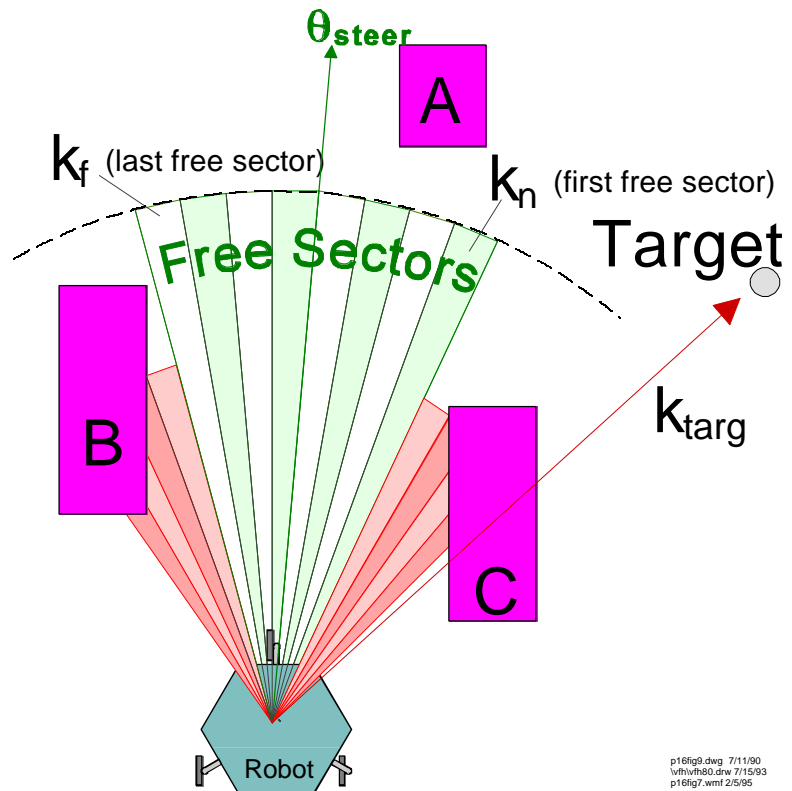 θsteer
A
kf (last free sector)
kn (first free sector)
Target
Free Sectors
B
ktarg
C
Robot
p16fig9.dwg 7/11/90
\vfh\vfh80.drw 7/15/93
p16fig7.wmf 2/5/95